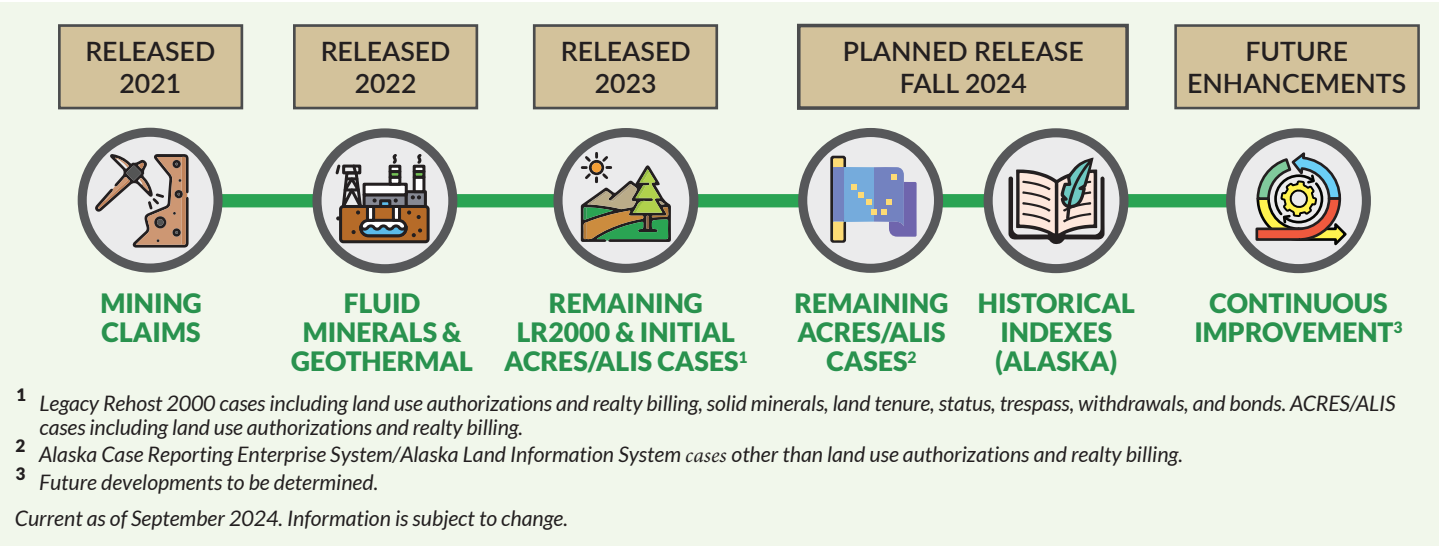 RELEASED
2021
RELEASED
2022
RELEASED
2023
PLANNED RELEASE
FALL 2024
FUTURE
ENHANCEMENTS
MINING
CLAIMS
FLUID
MINERALS &
GEOTHERMAL
REMAINING
LR2000 & INITIAL
ACRES/ALIS CASES¹
REMAINING
ACRES/ALIS
CASES²
HISTORICAL
INDEXES
(ALASKA)
CONTINUOUS
IMPROVEMENT³
¹ Legacy Rehost 2000 cases including land use authorizations and realty billing, solid minerals, land tenure, status, trespass, withdrawals, and bonds. ACRES/ALIS
cases including land use authorizations and realty billing.
² Alaska Case Reporting Enterprise System/Alaska Land Information System cases other than land use authorizations and realty billing.
³ Future developments to be determined.
Current as of September 2024. Information is subject to change.